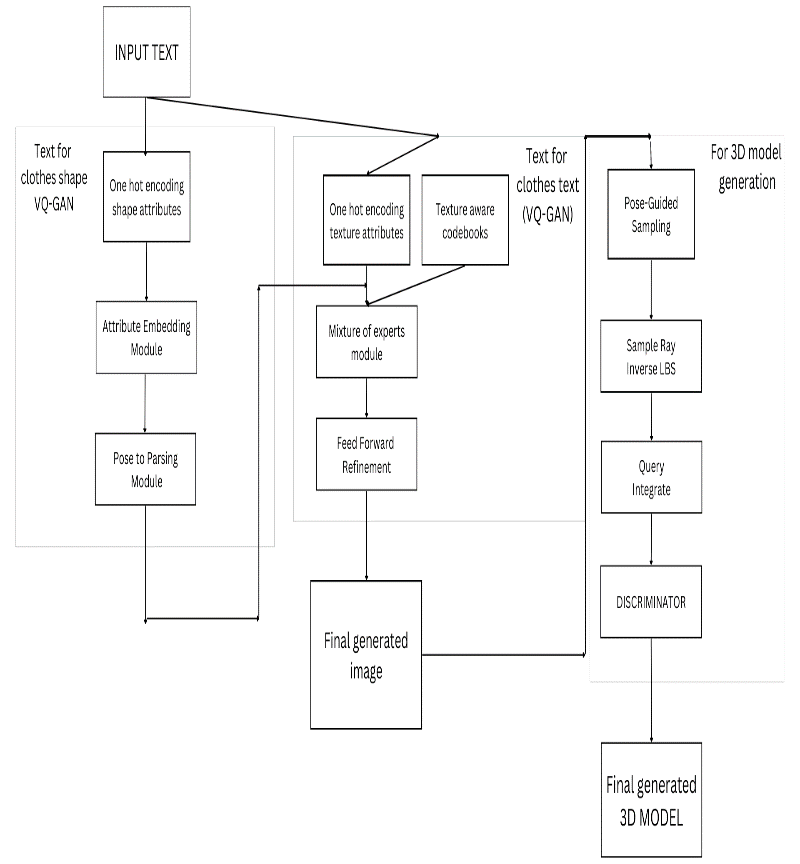 INPUT TEXT
Text for
clothes shape
VQ-GAN
One hot encoding
shape attributes
Attribute Embedding
Module
Pose to Parsing
Module
Text for
clothes text
(VQ-GAN)
One hot encoding
texture attributes
Texture aware
codebooks
Mixture of experts
module
Feed Forward
Refinement
Final generated
image
For 3D model
generation
Pose-Guided
Sampling
Sample Ray
Inverse LBS
Query
Integrate
DISCRIMINATOR
Final generated
3D MODEL